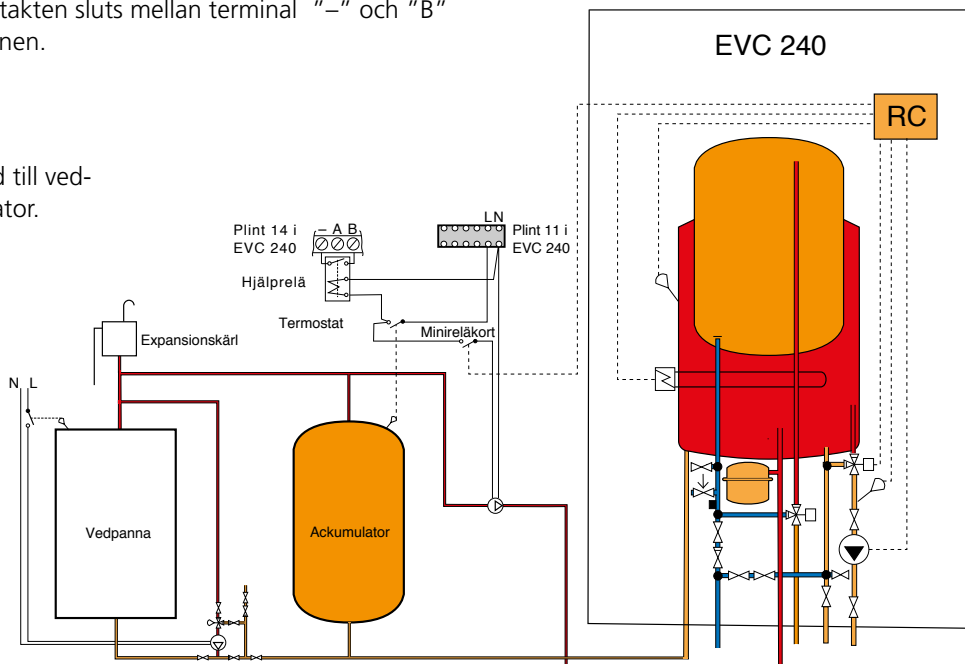 takten sluts mellan terminal "–" och "B"
nen.
d till ved-
ator.
EVC 240
RC
Plint 14 i
EVC 240
– A B
LN
Plint 11 i
EVC 240
Hjälprelä
Termostat
Minireläkort
Expansionskärl
N L
Vedpanna
Ackumulator